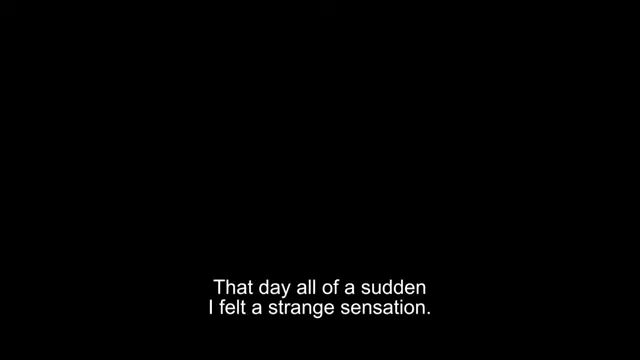 That day all of a sudden
I felt a strange sensation.